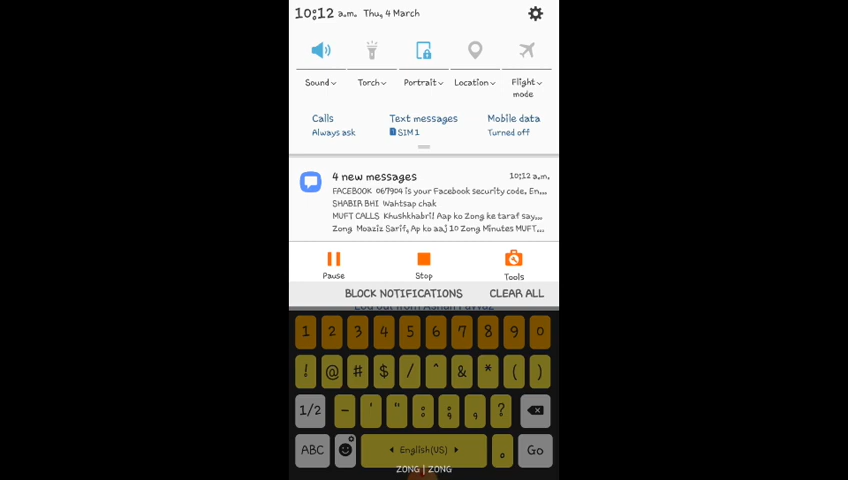 10:12 a.m. Thu, 4 March
Sound Torch Portrait Location Flight mode
Calls Text messages Mobile data
Always ask SIM 1 Turned off
4 new messages 10:12 a.m.
FACEBOOK 067904 is your Facebook security code. En...
SHABIR BHI Wahtsap chak
MUFT CALLS Khushkhabri! Aap ko Zong ke taraf say...
Zong Moaziz Sarif, Ap ko aaj 10 Zong Minutes MUFT...
Pause Stop Tools
BLOCK NOTIFICATIONS CLEAR ALL
1 2 3 4 5 6 7 8 9 0
! @ # $ / ^ & * ( )
1/2 - ' " : ; , ?
ABC English(US) . Go
ZONG | ZONG